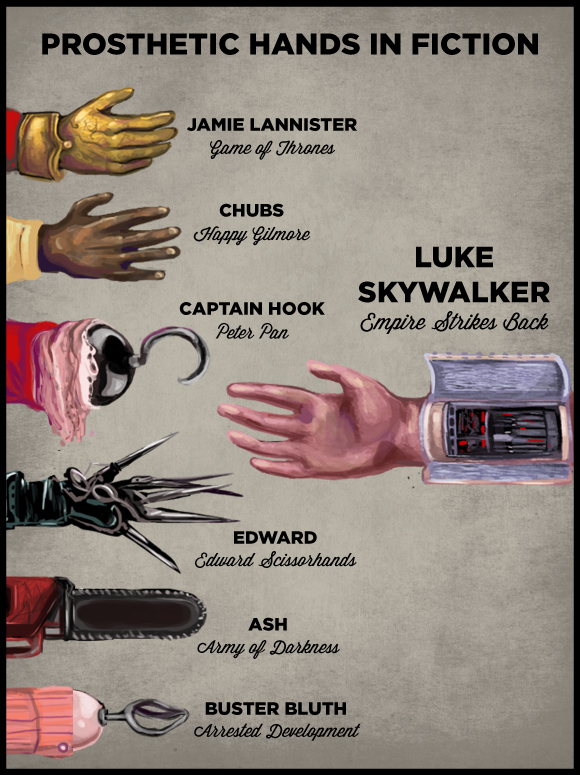 PROSTHETIC HANDS IN FICTION
JAMIE LANNISTER
Game of Thrones
CHUBS
Happy Gilmore
LUKE
SKYWALKER
Empire Strikes Back
CAPTAIN HOOK
Peter Pan
EDWARD
Edward Scissorhands
ASH
Army of Darkness
BUSTER BLUTH
Arrested Development